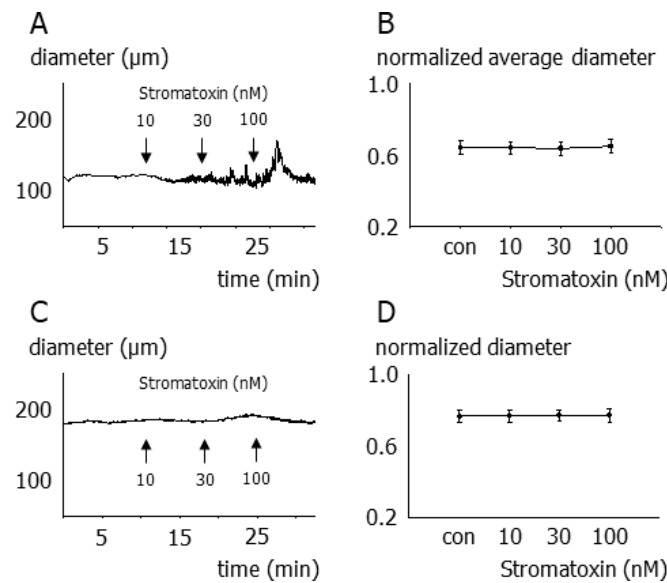 A
diameter (µm)
Stromatoxin (nM)
10 30 100
200
100
5 15 25
time (min)
B
normalized average diameter
1.0
0.6
0.2
con 10 30 100
Stromatoxin (nM)
C
diameter (µm)
Stromatoxin (nM)
200
100
10 30 100
5 15 25
time (min)
D
normalized diameter
1.0
0.6
0.2
con 10 30 100
Stromatoxin (nM)